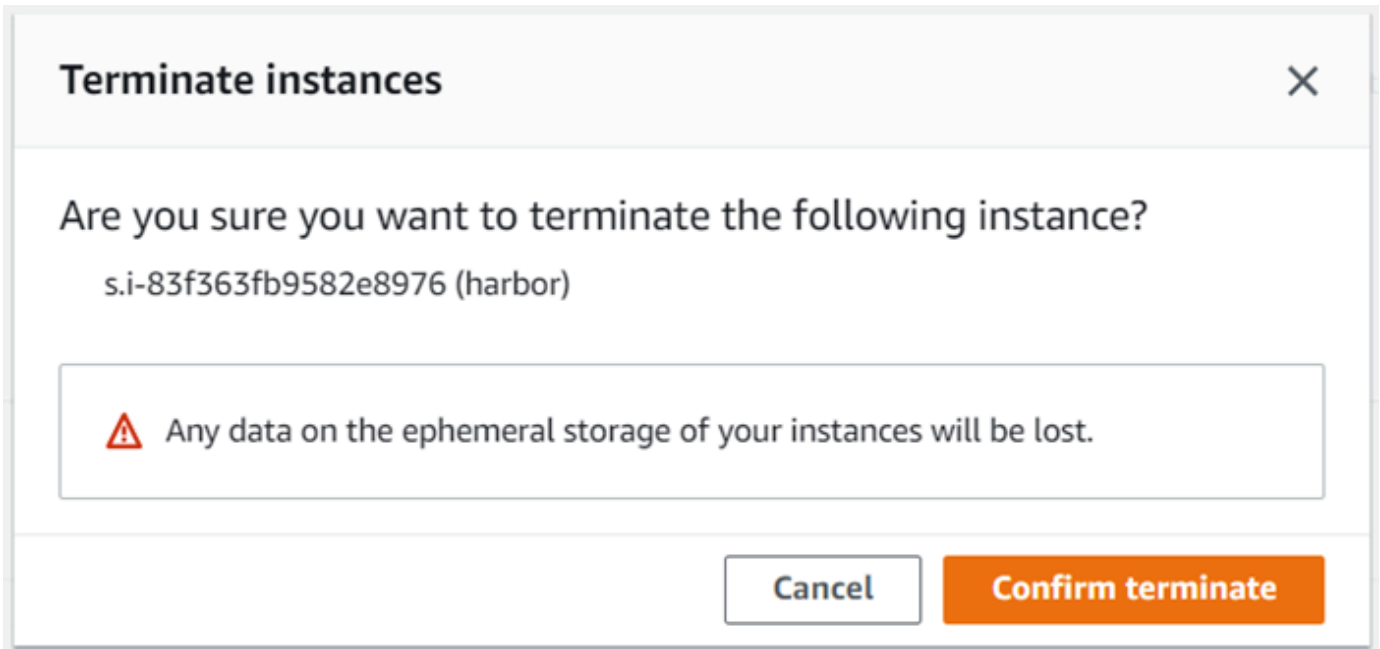 Terminate instances
Are you sure you want to terminate the following instance?
s.i-83f363fb9582e8976 (harbor)
Any data on the ephemeral storage of your instances will be lost.
Cancel
Confirm terminate